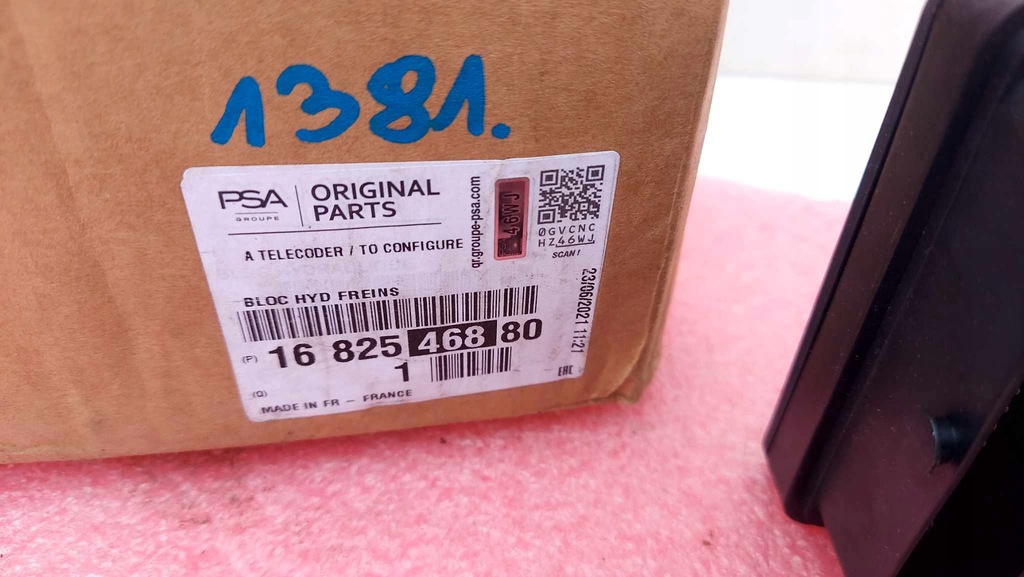 1381.
PSA
GROUPE
ORIGINAL
PARTS
A TELECODER / TO CONFIGURE
qr.groupe-psa.com
46WJ
0GVCNC
HZ46WJ
SCAN!
23/06/2021 11:21
BLOC HYD FREINS
(P) 16 825 468 80
(Q) 1
EAC
MADE IN FR - FRANCE